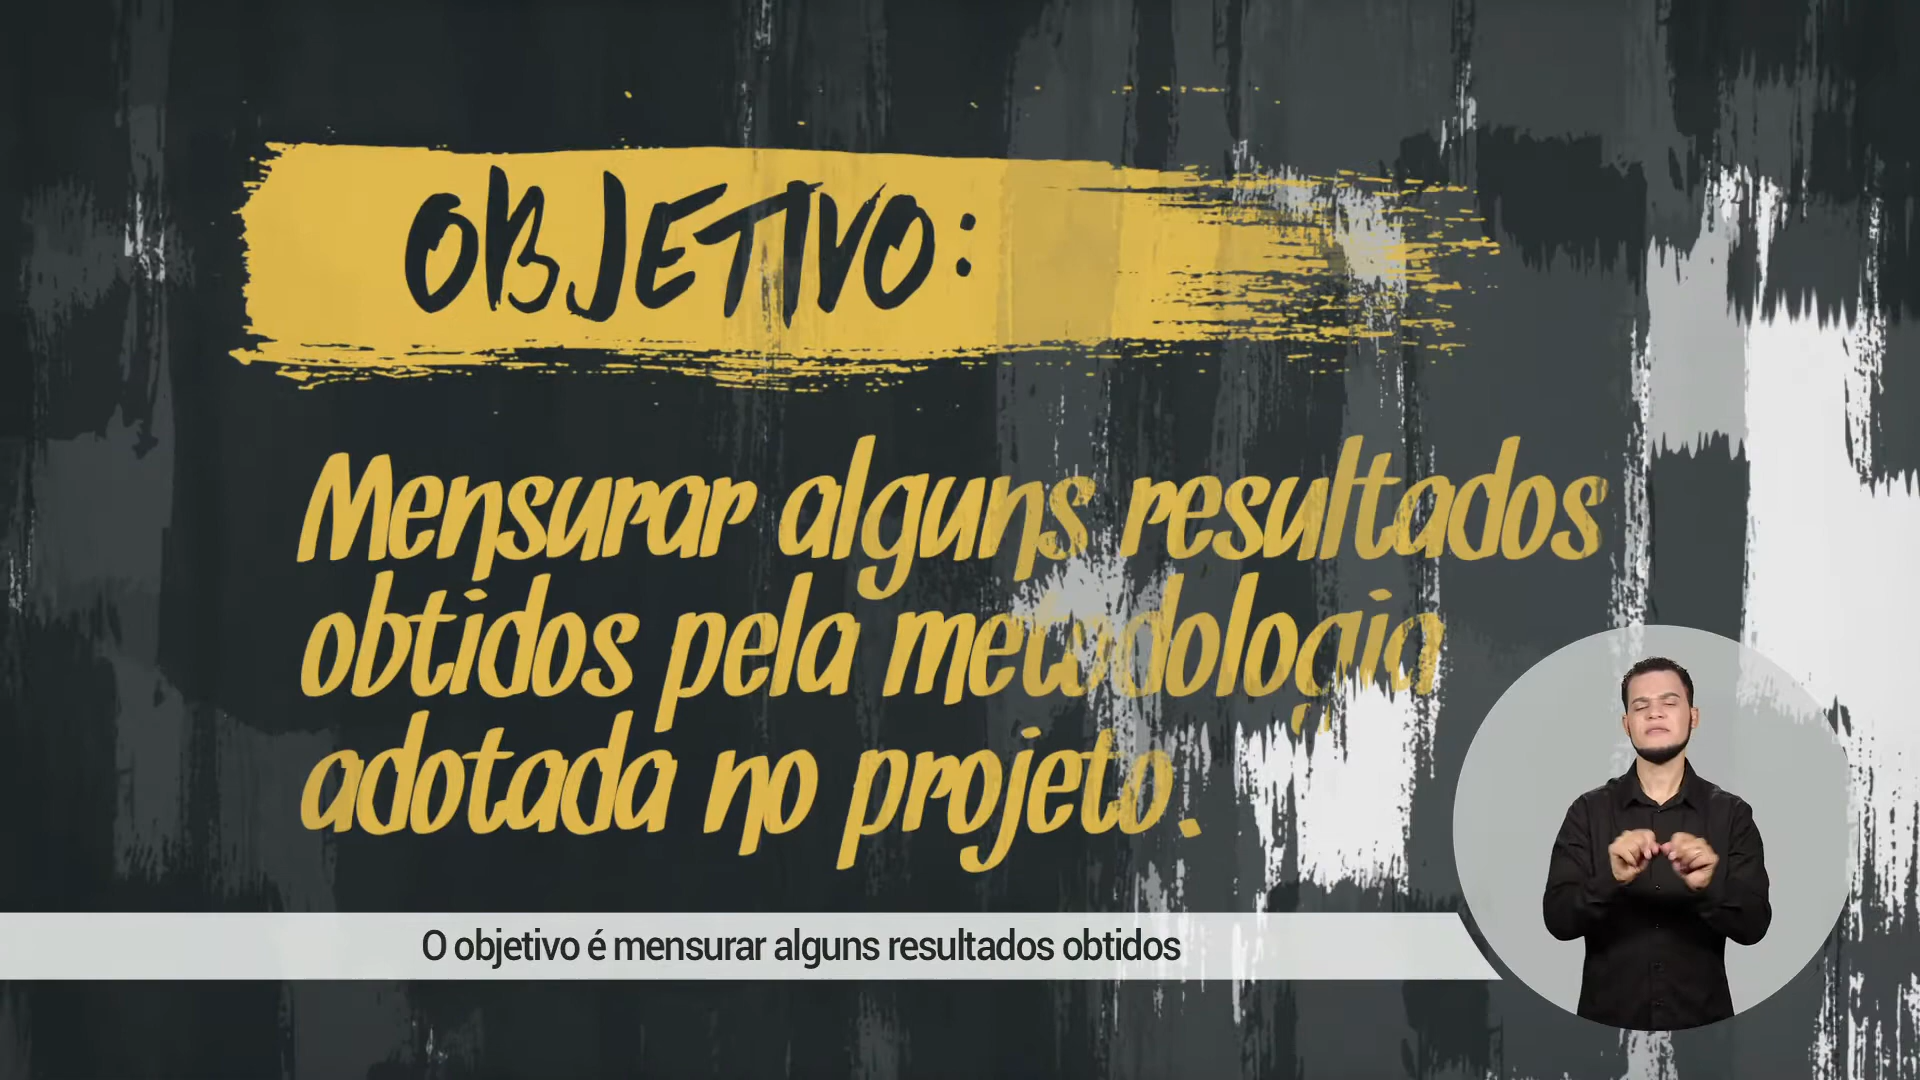 OBJETIVO:
Mensurar alguns resultados
obtidos pela metodologia
adotada no projeto.
O objetivo é mensurar alguns resultados obtidos